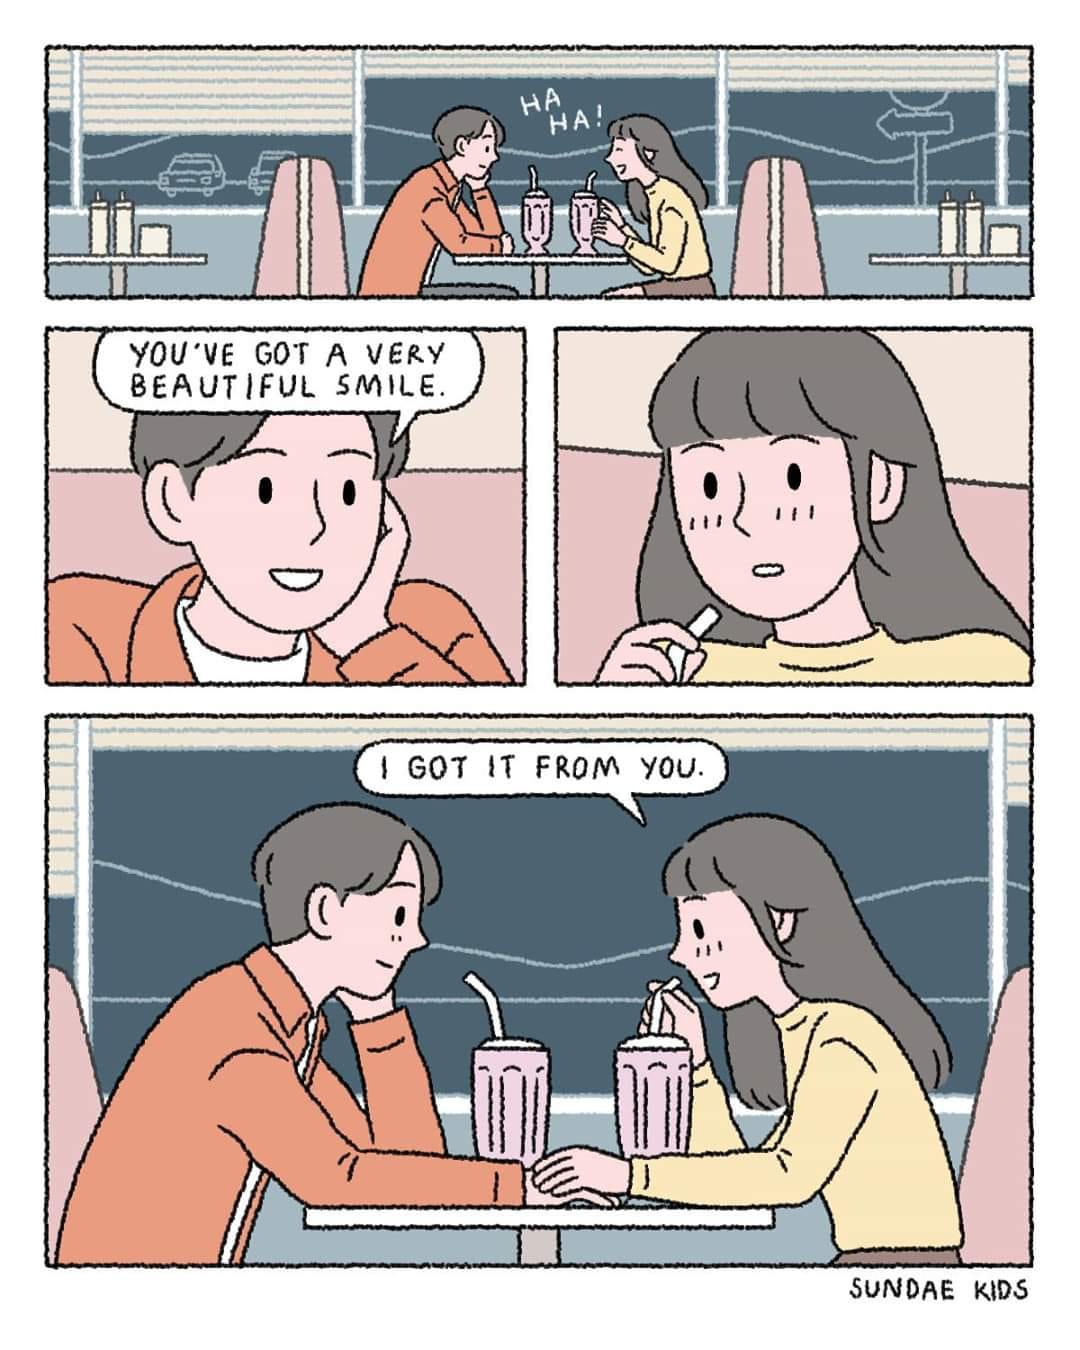 HA
HA!
YOU'VE GOT A VERY
BEAUTIFUL SMILE.
I GOT IT FROM YOU.
SUNDAE KIDS